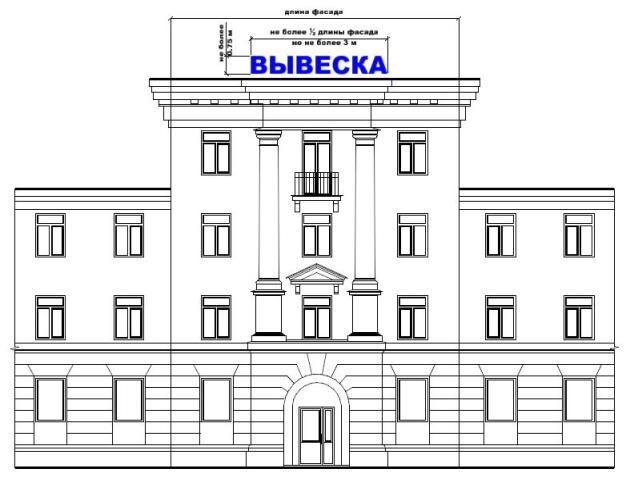 длина фасада
не более ½ длины фасада
но не более 3 м
не более
0.75 м
ВЫВЕСКА